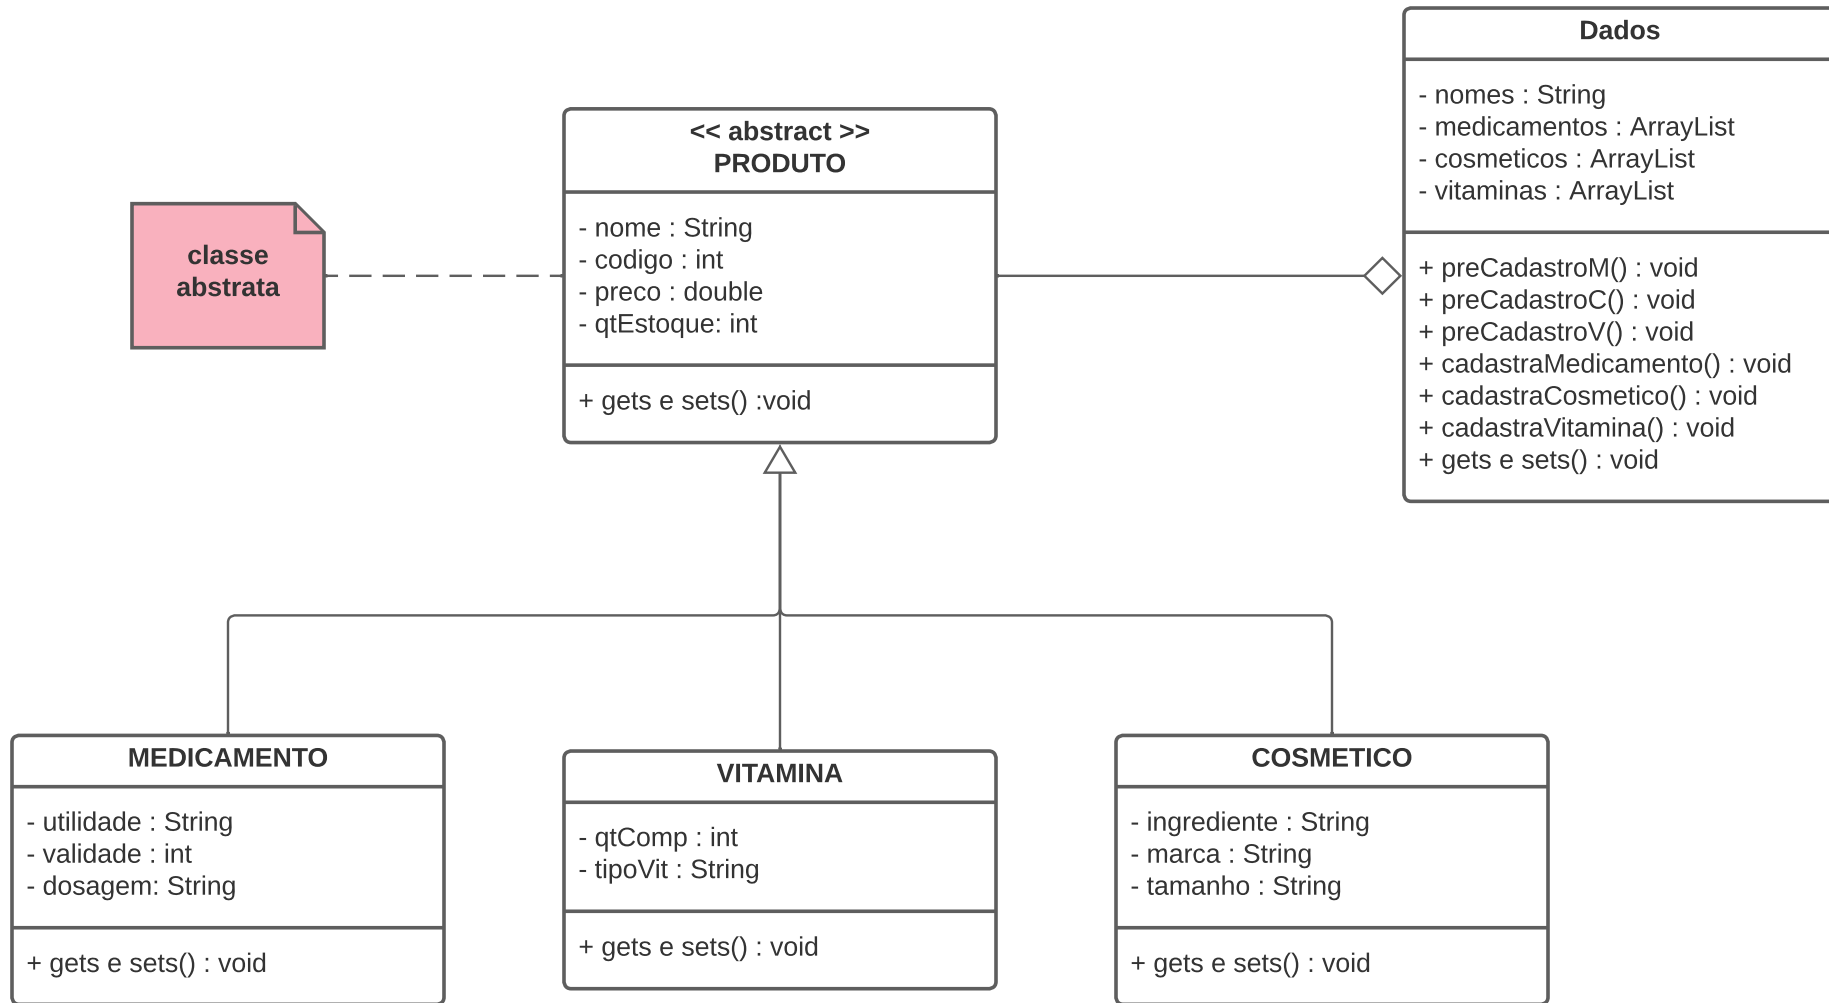 Dados
- nomes : String
- medicamentos : ArrayList
- cosmeticos : ArrayList
- vitaminas : ArrayList
+ preCadastroM() : void
+ preCadastroC() : void
+ preCadastroV() : void
+ cadastraMedicamento() : void
+ cadastraCosmetico() : void
+ cadastraVitamina() : void
+ gets e sets() : void
<< abstract >>
PRODUTO
- nome : String
- codigo : int
- preco : double
- qtEstoque: int
+ gets e sets() :void
classe
abstrata
MEDICAMENTO
- utilidade : String
- validade : int
- dosagem: String
+ gets e sets() : void
VITAMINA
- qtComp : int
- tipoVit : String
+ gets e sets() : void
COSMETICO
- ingrediente : String
- marca : String
- tamanho : String
+ gets e sets() : void